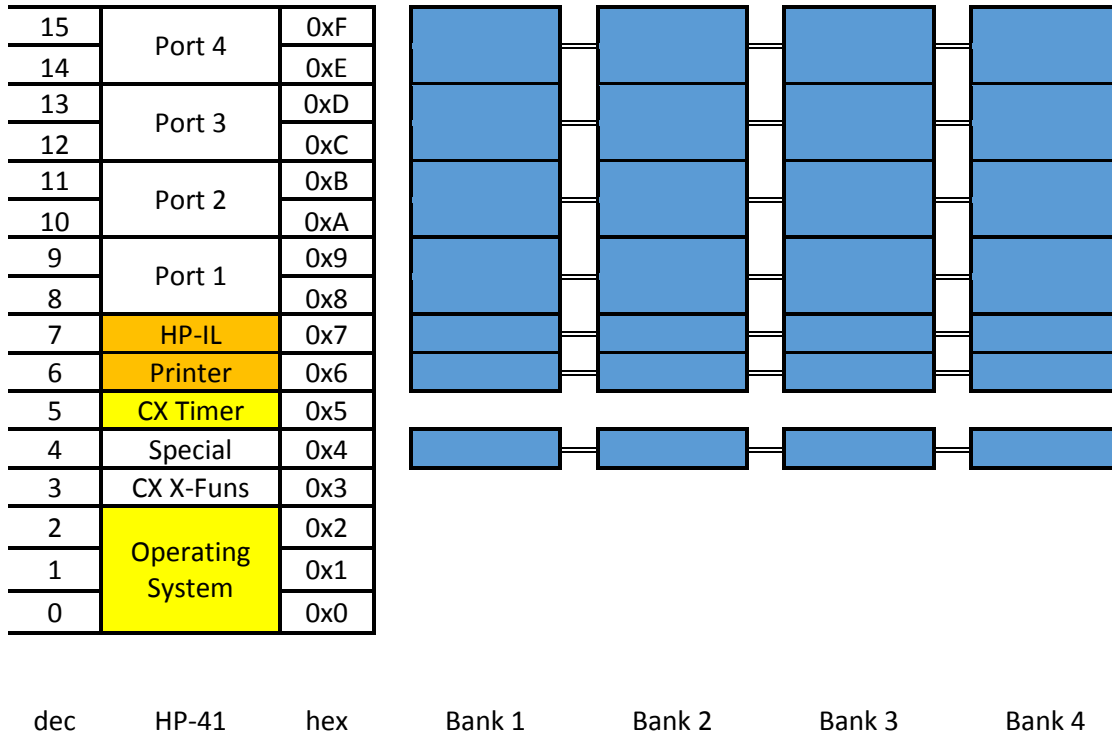 15 Port 4 0xF
14 0xE
13 Port 3 0xD
12 0xC
11 Port 2 0xB
10 0xA
9 Port 1 0x9
8 0x8
7 HP-IL 0x7
6 Printer 0x6
5 CX Timer 0x5
4 Special 0x4
3 CX X-Funs 0x3
2 Operating 0x2
1 System 0x1
0 0x0
dec HP-41 hex Bank 1 Bank 2 Bank 3 Bank 4